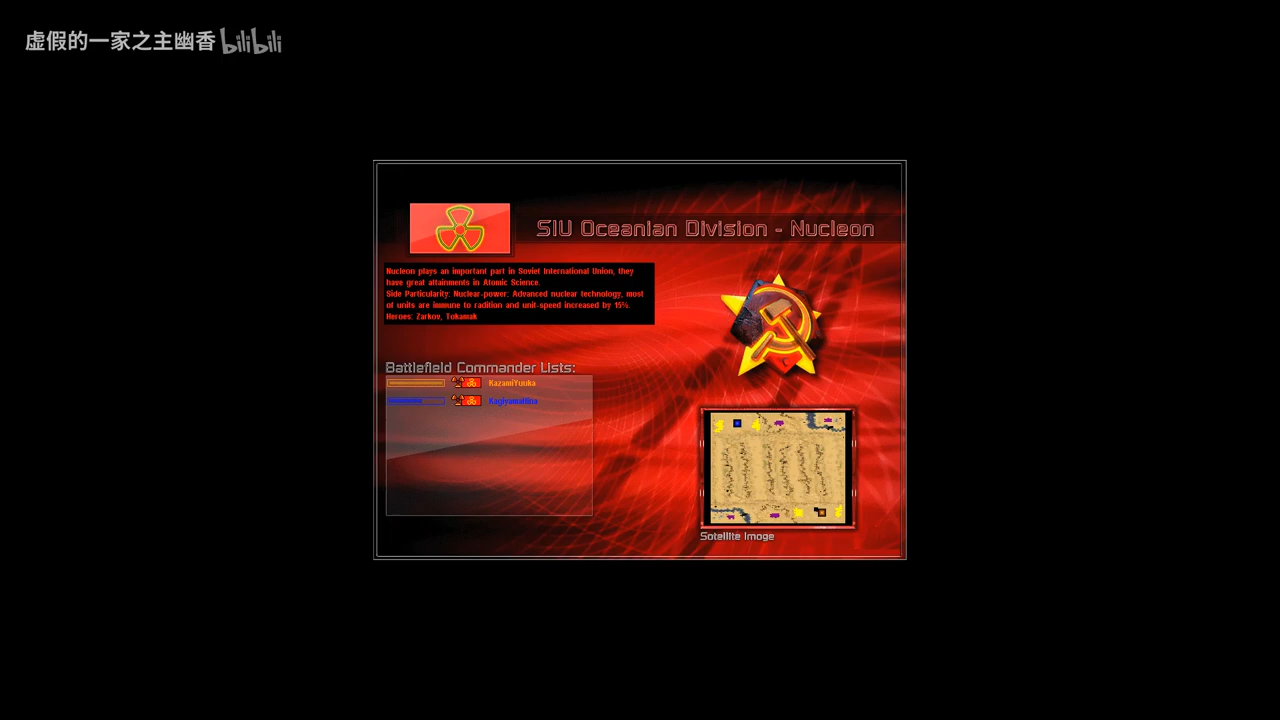 虚假的一家之主幽香 bilibili
SIU Oceanian Division - Nucleon
Nucleon plays an important part in Soviet International Union, they
have great attainments in Atomic Science.
Side Particularity: Nuclear-power: Advanced nuclear technology, most
of units are immune to radition and unit-speed increased by 15%.
Heroes: Zarkov, Tokamak
Battlefield Commander Lists:
KazamiYuuka
KagiyamaHina
Satellite Image